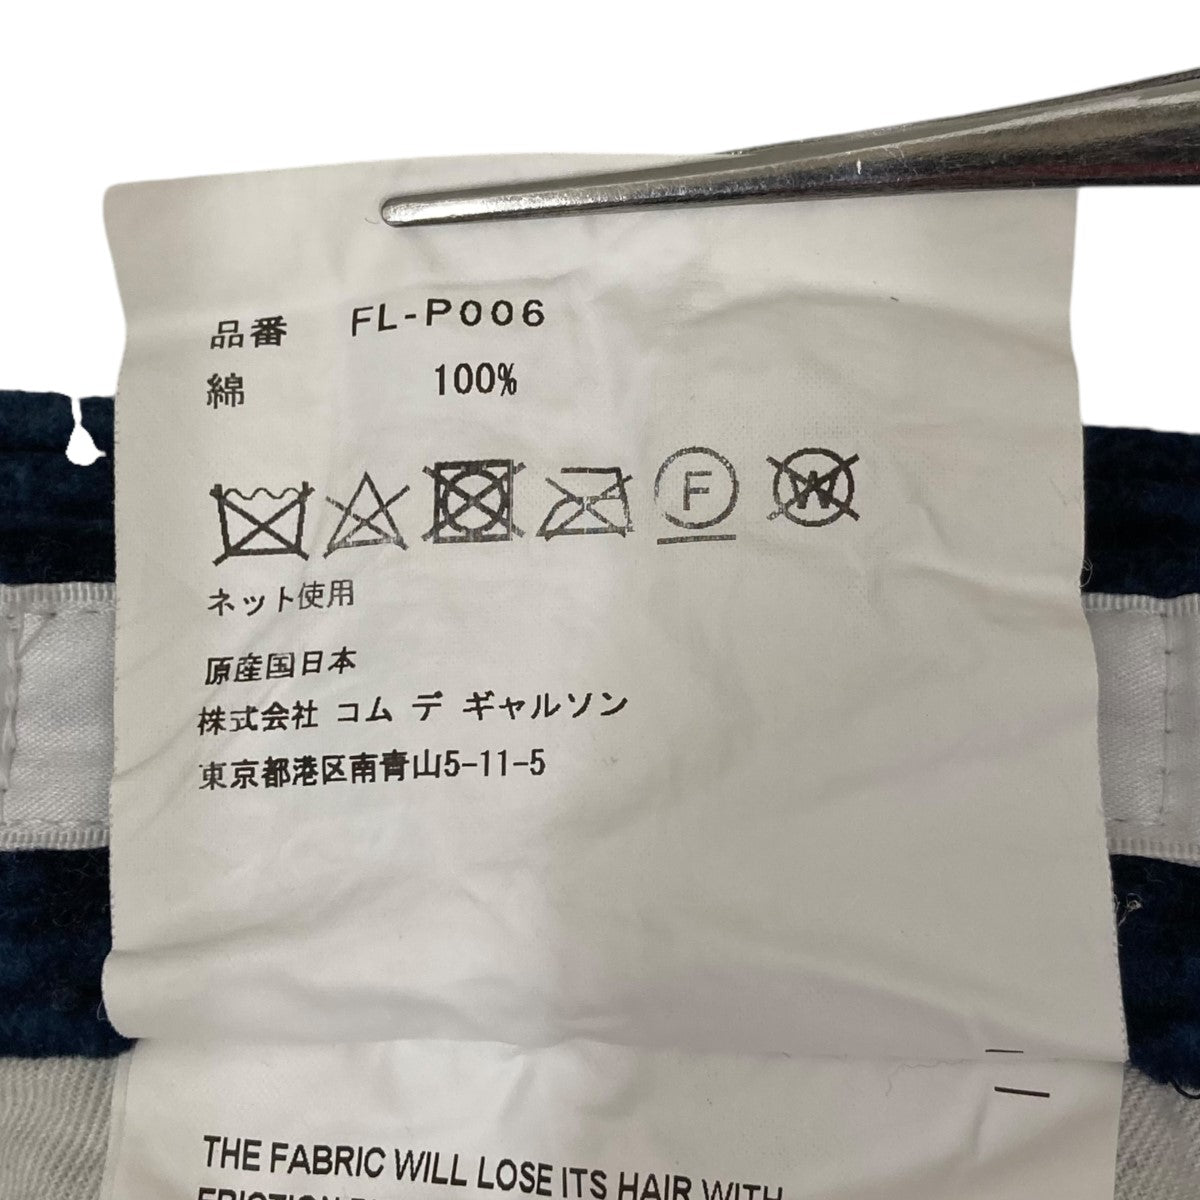 品番 FL-P006
綿 100%
F
W
ネット使用
原産国日本
株式会社 コム デ ギャルソン
東京都港区南青山5-11-5
THE FABRIC WILL LOSE ITS HAIR WITH